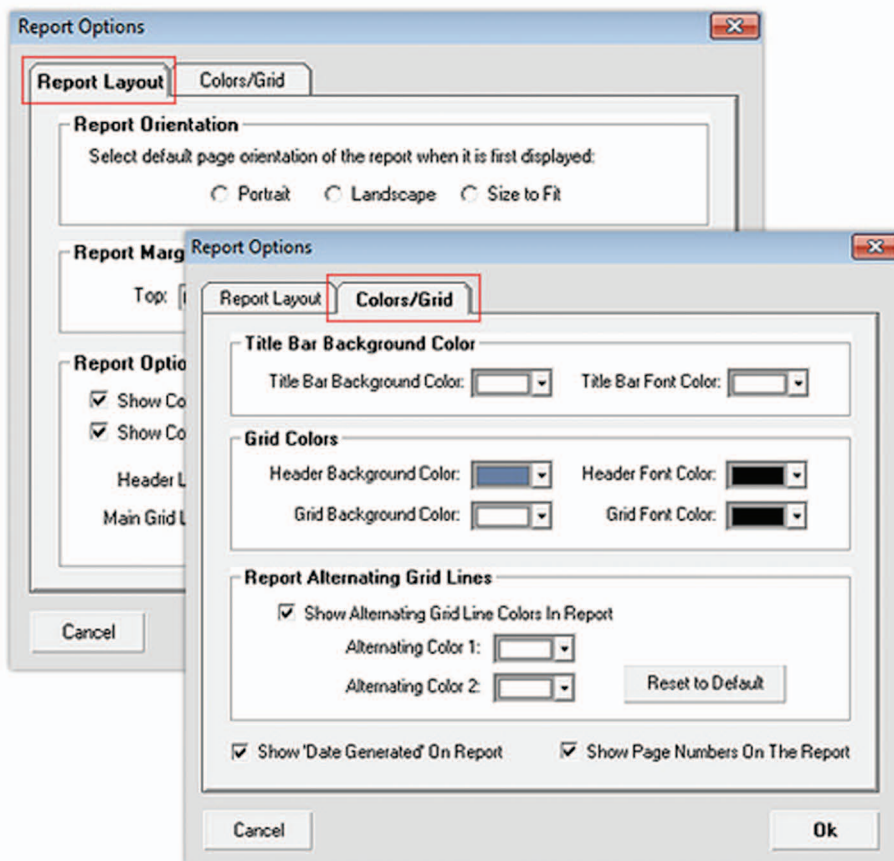 Report Options
Report Layout Colors/Grid
Report Orientation
Select default page orientation of the report when it is first displayed:
Portrait Landscape Size to Fit
Report Marg
Top:
Report Optio
Show Co
Show Co
Header L
Main Grid L
Cancel
Report Options
Report Layout Colors/Grid
Title Bar Background Color
Title Bar Background Color: Title Bar Font Color:
Grid Colors
Header Background Color: Header Font Color:
Grid Background Color: Grid Font Color:
Report Alternating Grid Lines
Show Alternating Grid Line Colors In Report
Alternating Color 1:
Alternating Color 2: Reset to Default
Show 'Date Generated' On Report Show Page Numbers On The Report
Cancel Ok